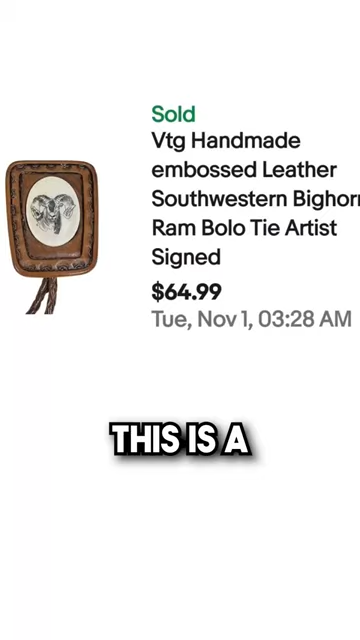 Sold
Vtg Handmade
embossed Leather
Southwestern Bighorn
Ram Bolo Tie Artist
Signed
$64.99
Tue, Nov 1, 03:28 AM
THIS IS A